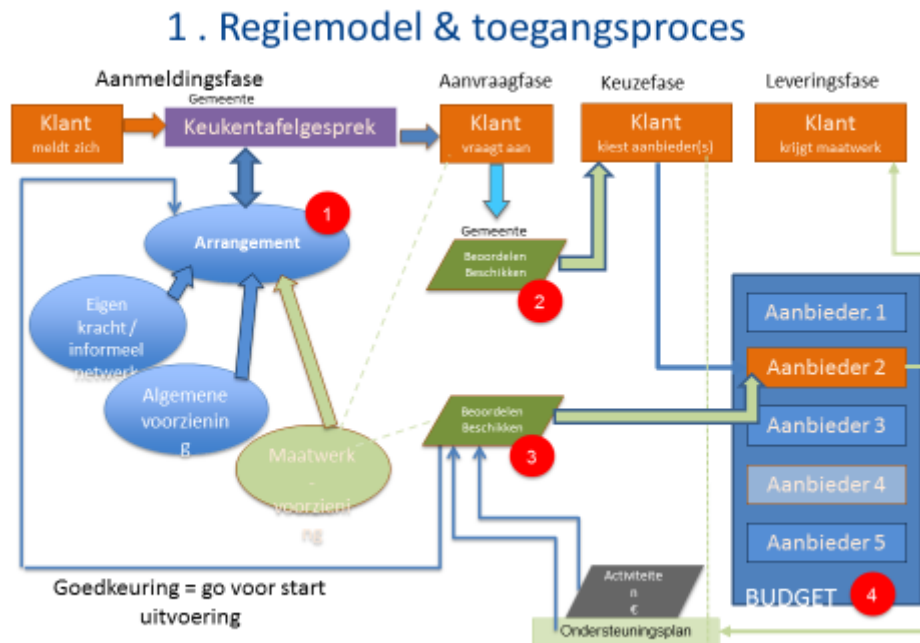 1 . Regiemodel & toegangsproces
Aanmeldingsfase
Aanvraagfase
Keuzefase
Leveringsfase
Gemeente
Klant
meldt zich
Keukentafelgesprek
Klant
vraagt aan
Klant
kiest aanbieder(s)
Klant
krijgt maatwerk
1
Arrangement
Gemeente
Beoordelen
Beschikken
2
Eigen
kracht /
informeel
netwerk
Algemene
voorzienin
g
Maatwerk
-
voorzieni
ng
Beoordelen
Beschikken
3
Aanbieder. 1
Aanbieder 2
Aanbieder 3
Aanbieder 4
Aanbieder 5
BUDGET
4
Goedkeuring = go voor start
uitvoering
Activiteite
n
€
Ondersteuningsplan